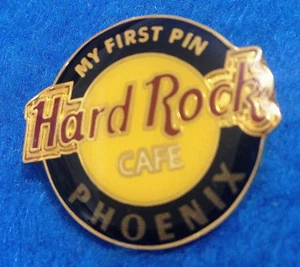 MY FIRST PIN
Hard Rock
CAFE
PHOENIX